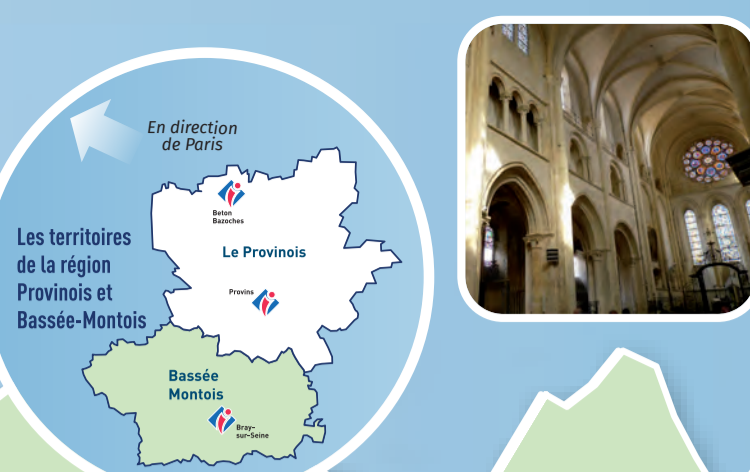 En direction
de Paris
Beton
Bazoches
Les territoires
de la région
Provinois et
Bassée-Montois
Le Provinois
Provins
Bassée
Montois
Bray-
sur-Seine